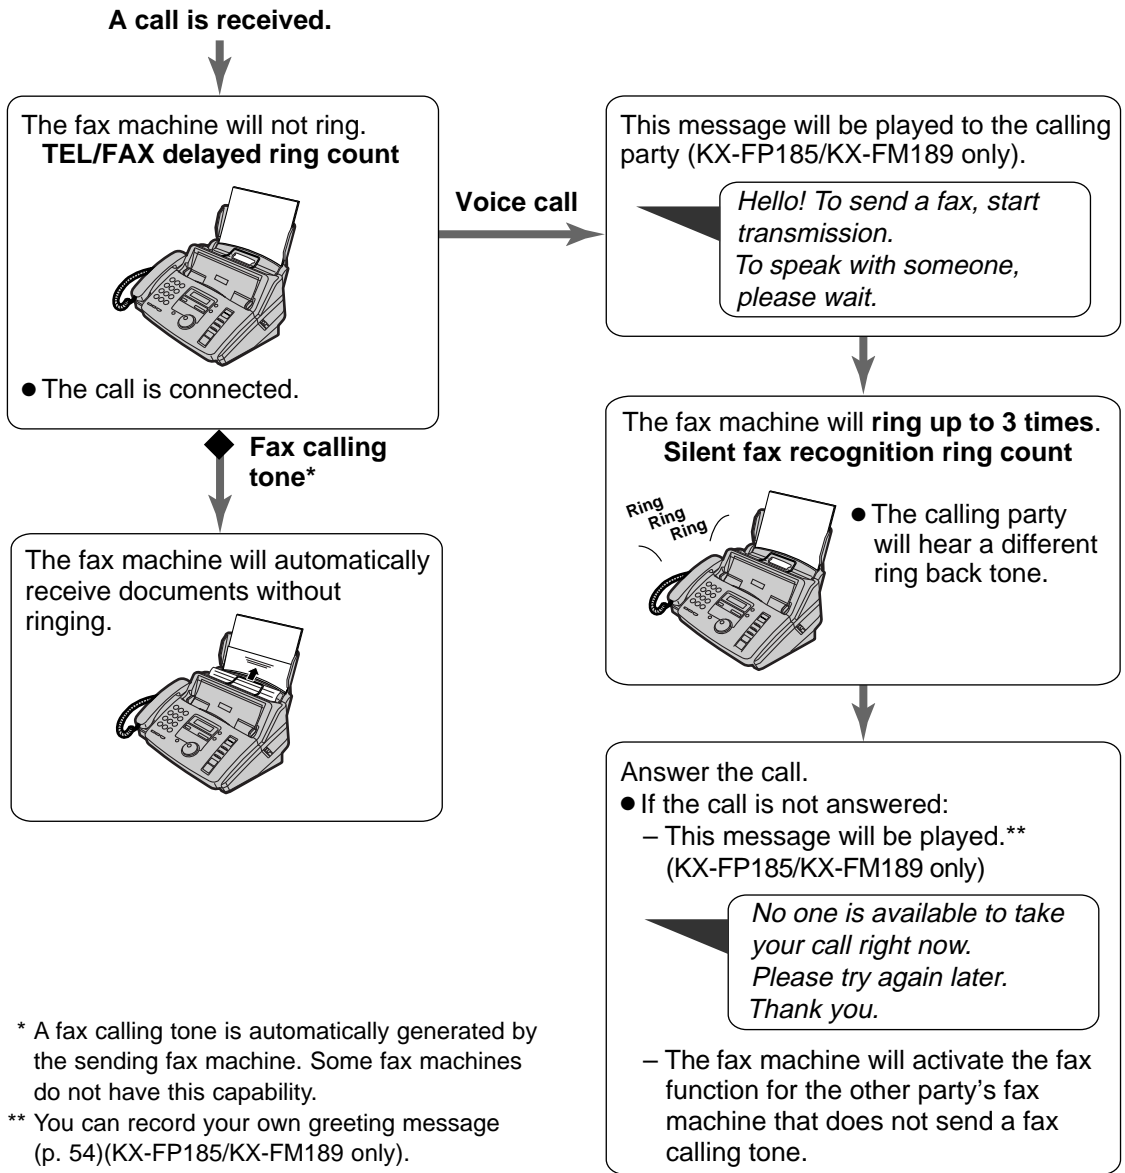 A call is received.
The fax machine will not ring.
TEL/FAX delayed ring count
● The call is connected.
Voice call
This message will be played to the calling
party (KX-FP185/KX-FM189 only).
Hello! To send a fax, start
transmission.
To speak with someone,
please wait.
Fax calling
tone*
The fax machine will automatically
receive documents without
ringing.
The fax machine will ring up to 3 times.
Silent fax recognition ring count
Ring
Ring
Ring
● The calling party
will hear a different
ring back tone.
Answer the call.
● If the call is not answered:
– This message will be played.**
(KX-FP185/KX-FM189 only)
No one is available to take
your call right now.
Please try again later.
Thank you.
– The fax machine will activate the fax
function for the other party’s fax
machine that does not send a fax
calling tone.
* A fax calling tone is automatically generated by
the sending fax machine. Some fax machines
do not have this capability.
** You can record your own greeting message
(p. 54)(KX-FP185/KX-FM189 only).